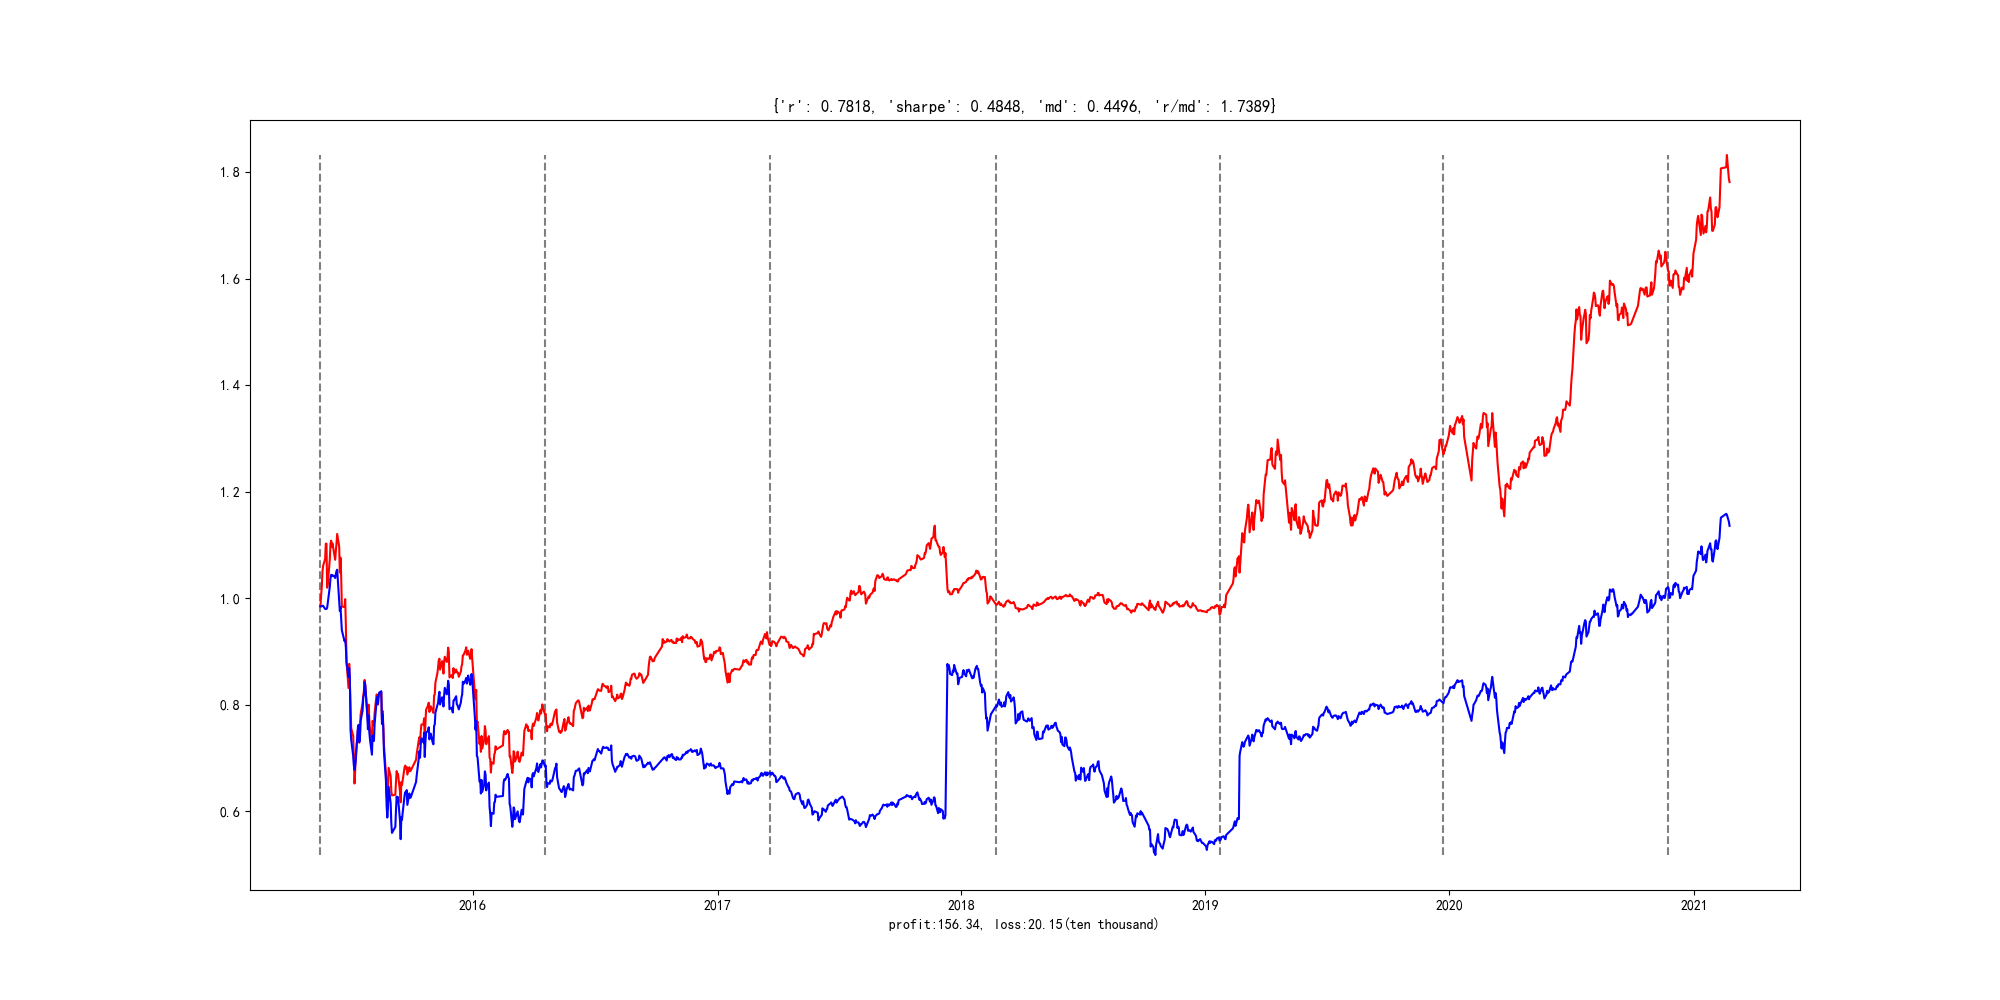 {'r': 0.7818, 'sharpe': 0.4848, 'md': 0.4496, 'r/md': 1.7389}
1.8
1.6
1.4
1.2
1.0
0.8
0.6
2016 2017 2018 2019 2020 2021
profit:156.34, loss:20.15(ten thousand)